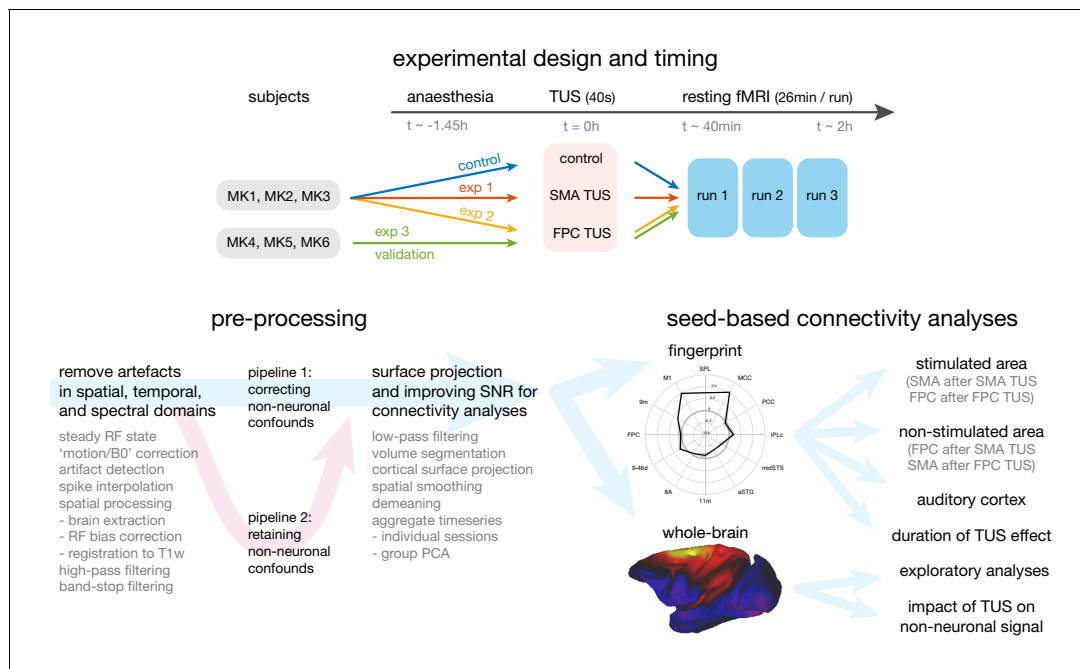 experimental design and timing
subjects
anaesthesia
TUS (40s)
resting fMRI (26min / run)
t ~ -1.45h
t = 0h
t ~ 40min
t ~ 2h
control
control
MK1, MK2, MK3
exp 1
SMA TUS
run 1
run 2
run 3
exp 2
FPC TUS
MK4, MK5, MK6
exp 3
validation
pre-processing
remove artefacts
in spatial, temporal,
and spectral domains
steady RF state
‘motion/B0’ correction
artifact detection
spike interpolation
spatial processing
- brain extraction
- RF bias correction
- registration to T1w
high-pass filtering
band-stop filtering
pipeline 1:
correcting
non-neuronal
confounds
pipeline 2:
retaining
non-neuronal
confounds
surface projection
and improving SNR for
connectivity analyses
low-pass filtering
volume segmentation
cortical surface projection
spatial smoothing
demeaning
aggregate timeseries
- individual sessions
- group PCA
seed-based connectivity analyses
fingerprint
SPL
M1
MCC
9m
PCC
FPC
IPLc
9-46d
midSTS
8A
aSTG
11m
whole-brain
stimulated area
(SMA after SMA TUS
FPC after FPC TUS)
non-stimulated area
(FPC after SMA TUS
SMA after FPC TUS)
auditory cortex
duration of TUS effect
exploratory analyses
impact of TUS on
non-neuronal signal